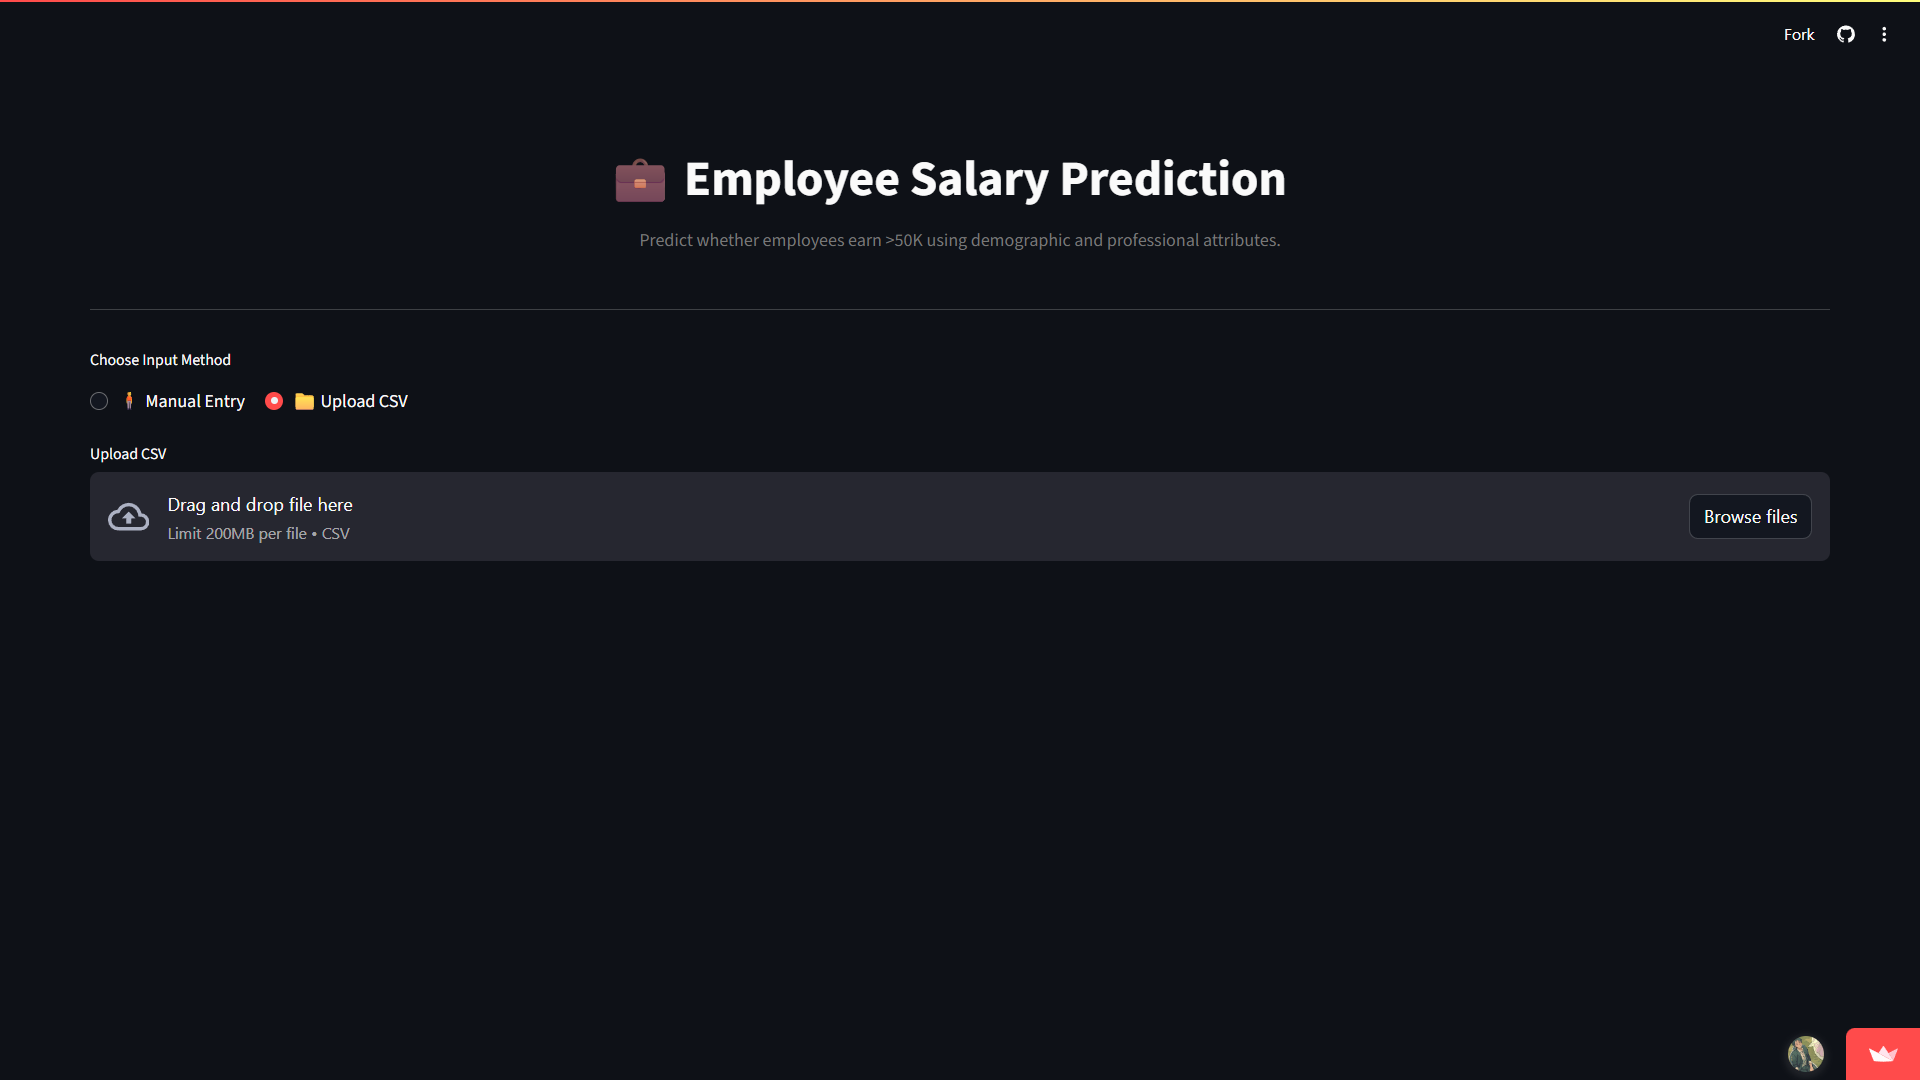 Fork
Employee Salary Prediction
Predict whether employees earn >50K using demographic and professional attributes.
Choose Input Method
Manual Entry
Upload CSV
Upload CSV
Drag and drop file here
Limit 200MB per file • CSV
Browse files